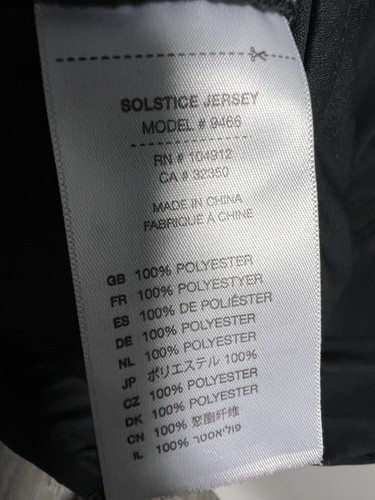 SOLSTICE JERSEY
MODEL # 9466
RN # 104912
CA # 32350
MADE IN CHINA
FABRIQUÉ À CHINE
GB 100% POLYESTER
FR 100% POLYESTYER
ES 100% DE POLIÉSTER
DE 100% POLYESTER
NL 100% POLYESTER
JP ポリエステル 100%
CZ 100% POLYESTER
DK 100% POLYESTER
CN 100% 聚酯纤维
IL 100% פוליאסטר